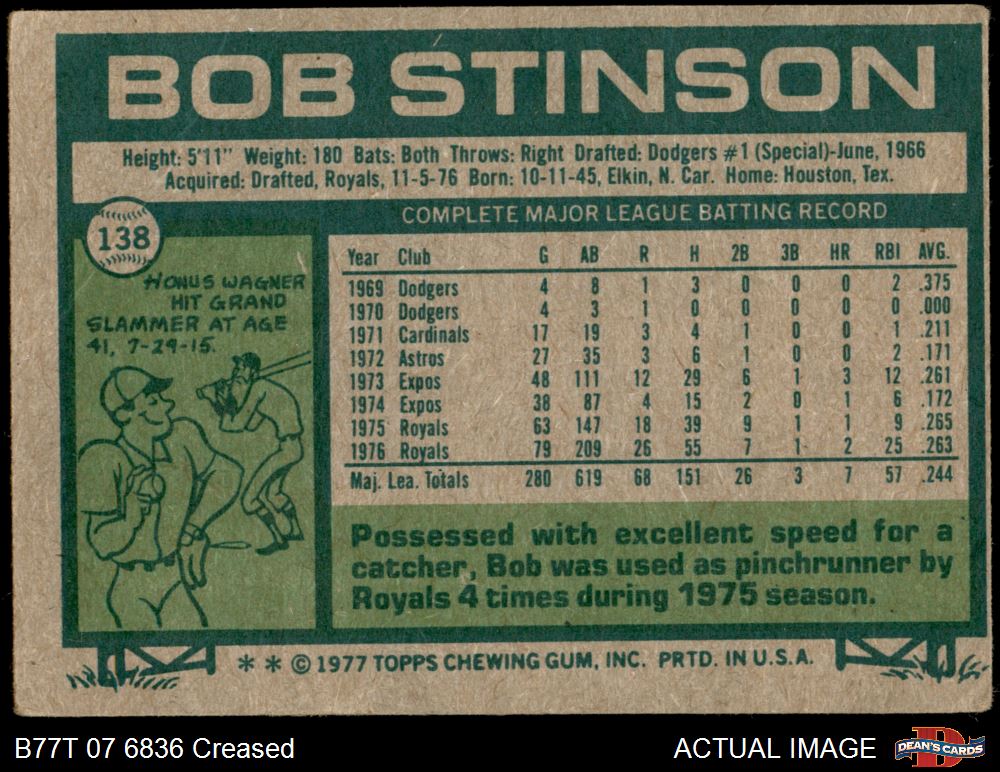 BOB STINSON
Height: 5'11" Weight: 180 Bats: Both Throws: Right Drafted: Dodgers #1 (Special)-June, 1966
Acquired: Drafted, Royals, 11-5-76 Born: 10-11-45, Elkin, N. Car. Home: Houston, Tex.
138
HONUS WAGNER
HIT GRAND
SLAMMER AT AGE
41, 7-29-15.
COMPLETE MAJOR LEAGUE BATTING RECORD
Year Club G AB R H 2B 3B HR RBI AVG.
1969 Dodgers 4 8 1 3 0 0 0 2 .375
1970 Dodgers 4 3 1 0 0 0 0 0 .000
1971 Cardinals 17 19 3 4 1 0 0 1 .211
1972 Astros 27 35 3 6 1 0 0 2 .171
1973 Expos 48 111 12 29 6 1 3 12 .261
1974 Expos 38 87 4 15 2 0 1 6 .172
1975 Royals 63 147 18 39 9 1 1 9 .265
1976 Royals 79 209 26 55 7 1 2 25 .263
Maj. Lea. Totals 280 619 68 151 26 3 7 57 .244
Possessed with excellent speed for a
catcher, Bob was used as pinchrunner by
Royals 4 times during 1975 season.
** © 1977 TOPPS CHEWING GUM, INC. PRTD. IN U.S.A.
B77T 07 6836 Creased
ACTUAL IMAGE
DEAN'S CARDS